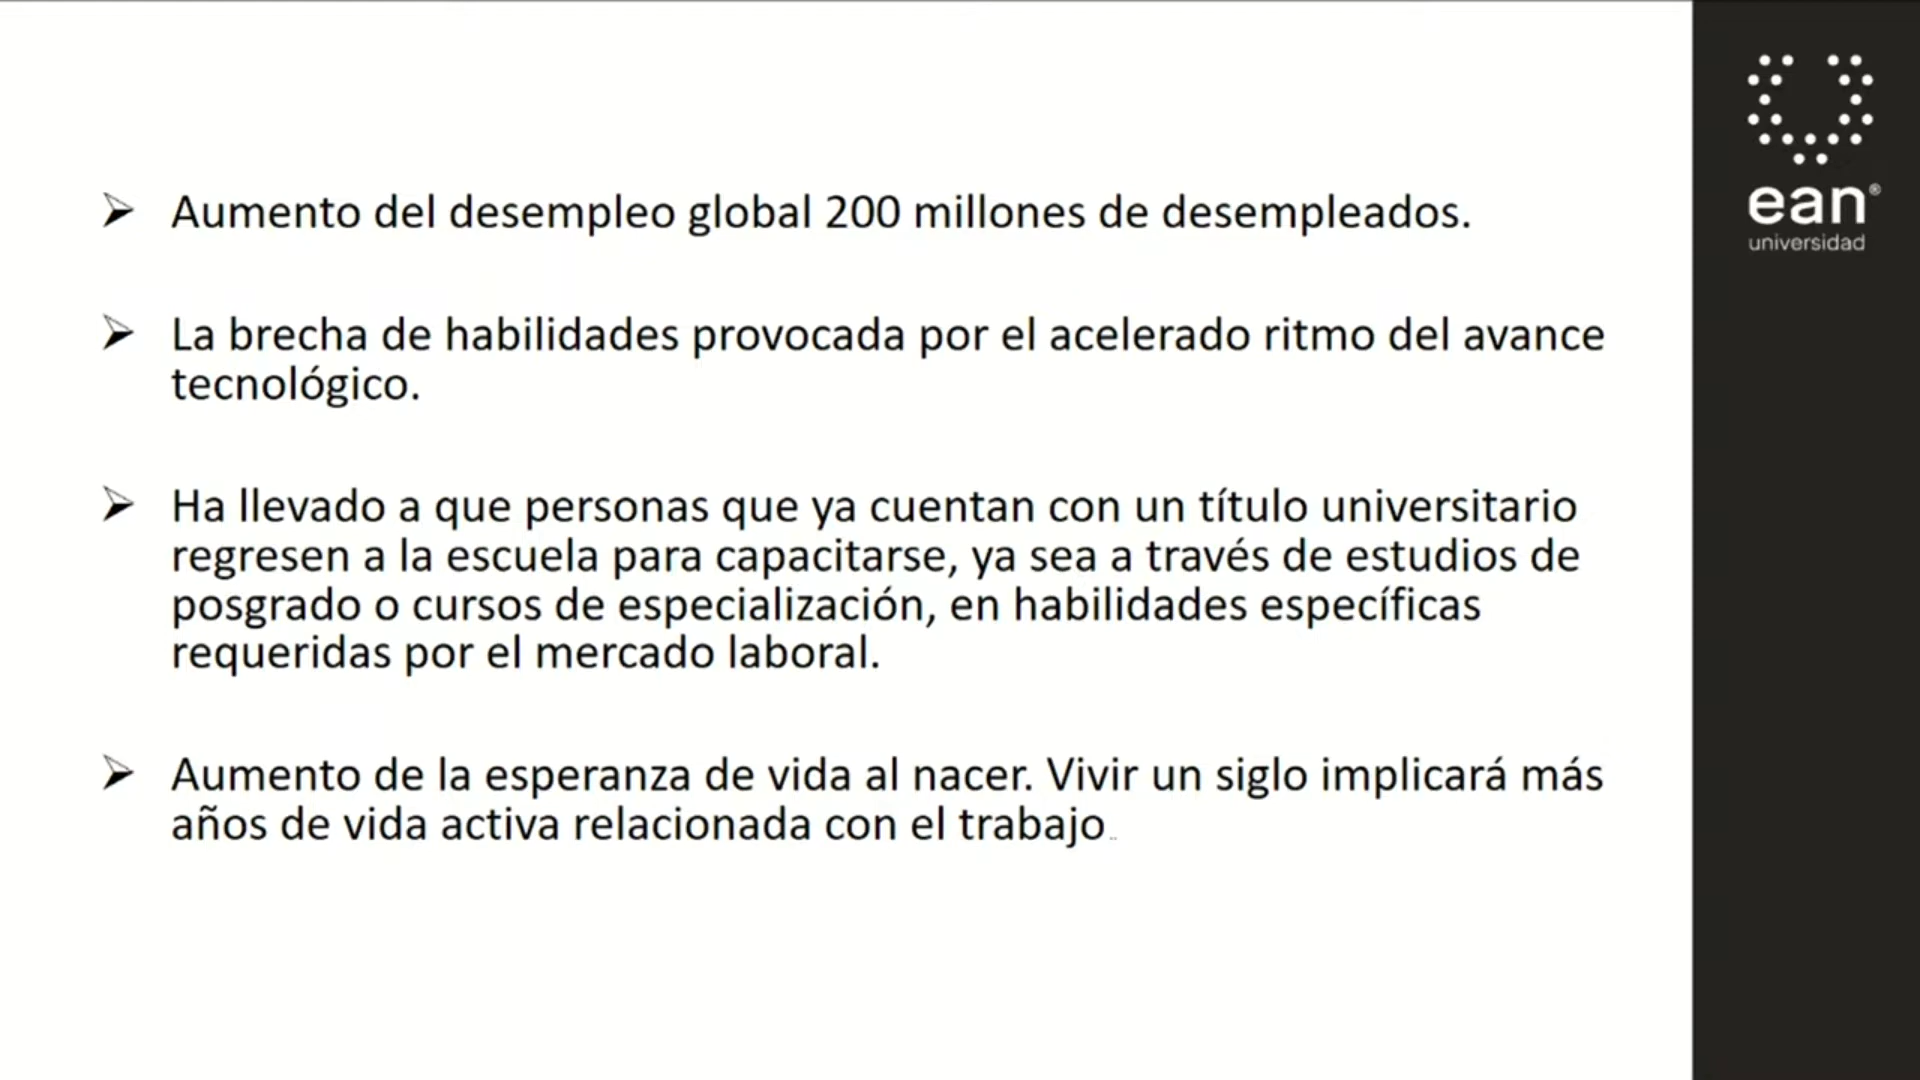 Aumento del desempleo global 200 millones de desempleados.
La brecha de habilidades provocada por el acelerado ritmo del avance
tecnológico.
Ha llevado a que personas que ya cuentan con un título universitario
regresen a la escuela para capacitarse, ya sea a través de estudios de
posgrado o cursos de especialización, en habilidades específicas
requeridas por el mercado laboral.
Aumento de la esperanza de vida al nacer. Vivir un siglo implicará más
años de vida activa relacionada con el trabajo..
ean®
universidad